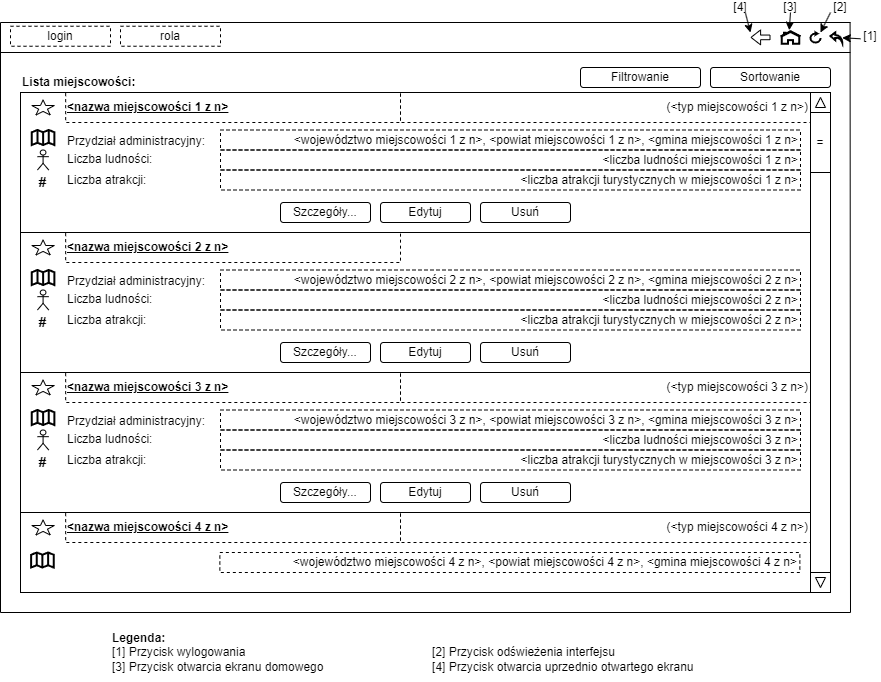 [4] [3] [2]
login rola [1]
Lista miejscowości: Filtrowanie Sortowanie
<nazwa miejscowości 1 z n> (<typ miejscowości 1 z n>)
Przydział administracyjny: <województwo miejscowości 1 z n>, <powiat miejscowości 1 z n>, <gmina miejscowości 1 z n>
=
Liczba ludności: <liczba ludności miejscowości 1 z n>
# Liczba atrakcji: <liczba atrakcji turystycznych w miejscowości 1 z n>
Szczegóły... Edytuj Usuń
<nazwa miejscowości 2 z n>
Przydział administracyjny: <województwo miejscowości 2 z n>, <powiat miejscowości 2 z n>, <gmina miejscowości 2 z n>
Liczba ludności: <liczba ludności miejscowości 2 z n>
# Liczba atrakcji: <liczba atrakcji turystycznych w miejscowości 2 z n>
Szczegóły... Edytuj Usuń
<nazwa miejscowości 3 z n> (<typ miejscowości 3 z n>)
Przydział administracyjny: <województwo miejscowości 3 z n>, <powiat miejscowości 3 z n>, <gmina miejscowości 3 z n>
Liczba ludności: <liczba ludności miejscowości 3 z n>
# Liczba atrakcji: <liczba atrakcji turystycznych w miejscowości 3 z n>
Szczegóły... Edytuj Usuń
<nazwa miejscowości 4 z n> (<typ miejscowości 4 z n>)
<województwo miejscowości 4 z n>, <powiat miejscowości 4 z n>, <gmina miejscowości 4 z n>
Legenda:
[1] Przycisk wylogowania [2] Przycisk odświeżenia interfejsu
[3] Przycisk otwarcia ekranu domowego [4] Przycisk otwarcia uprzednio otwartego ekranu